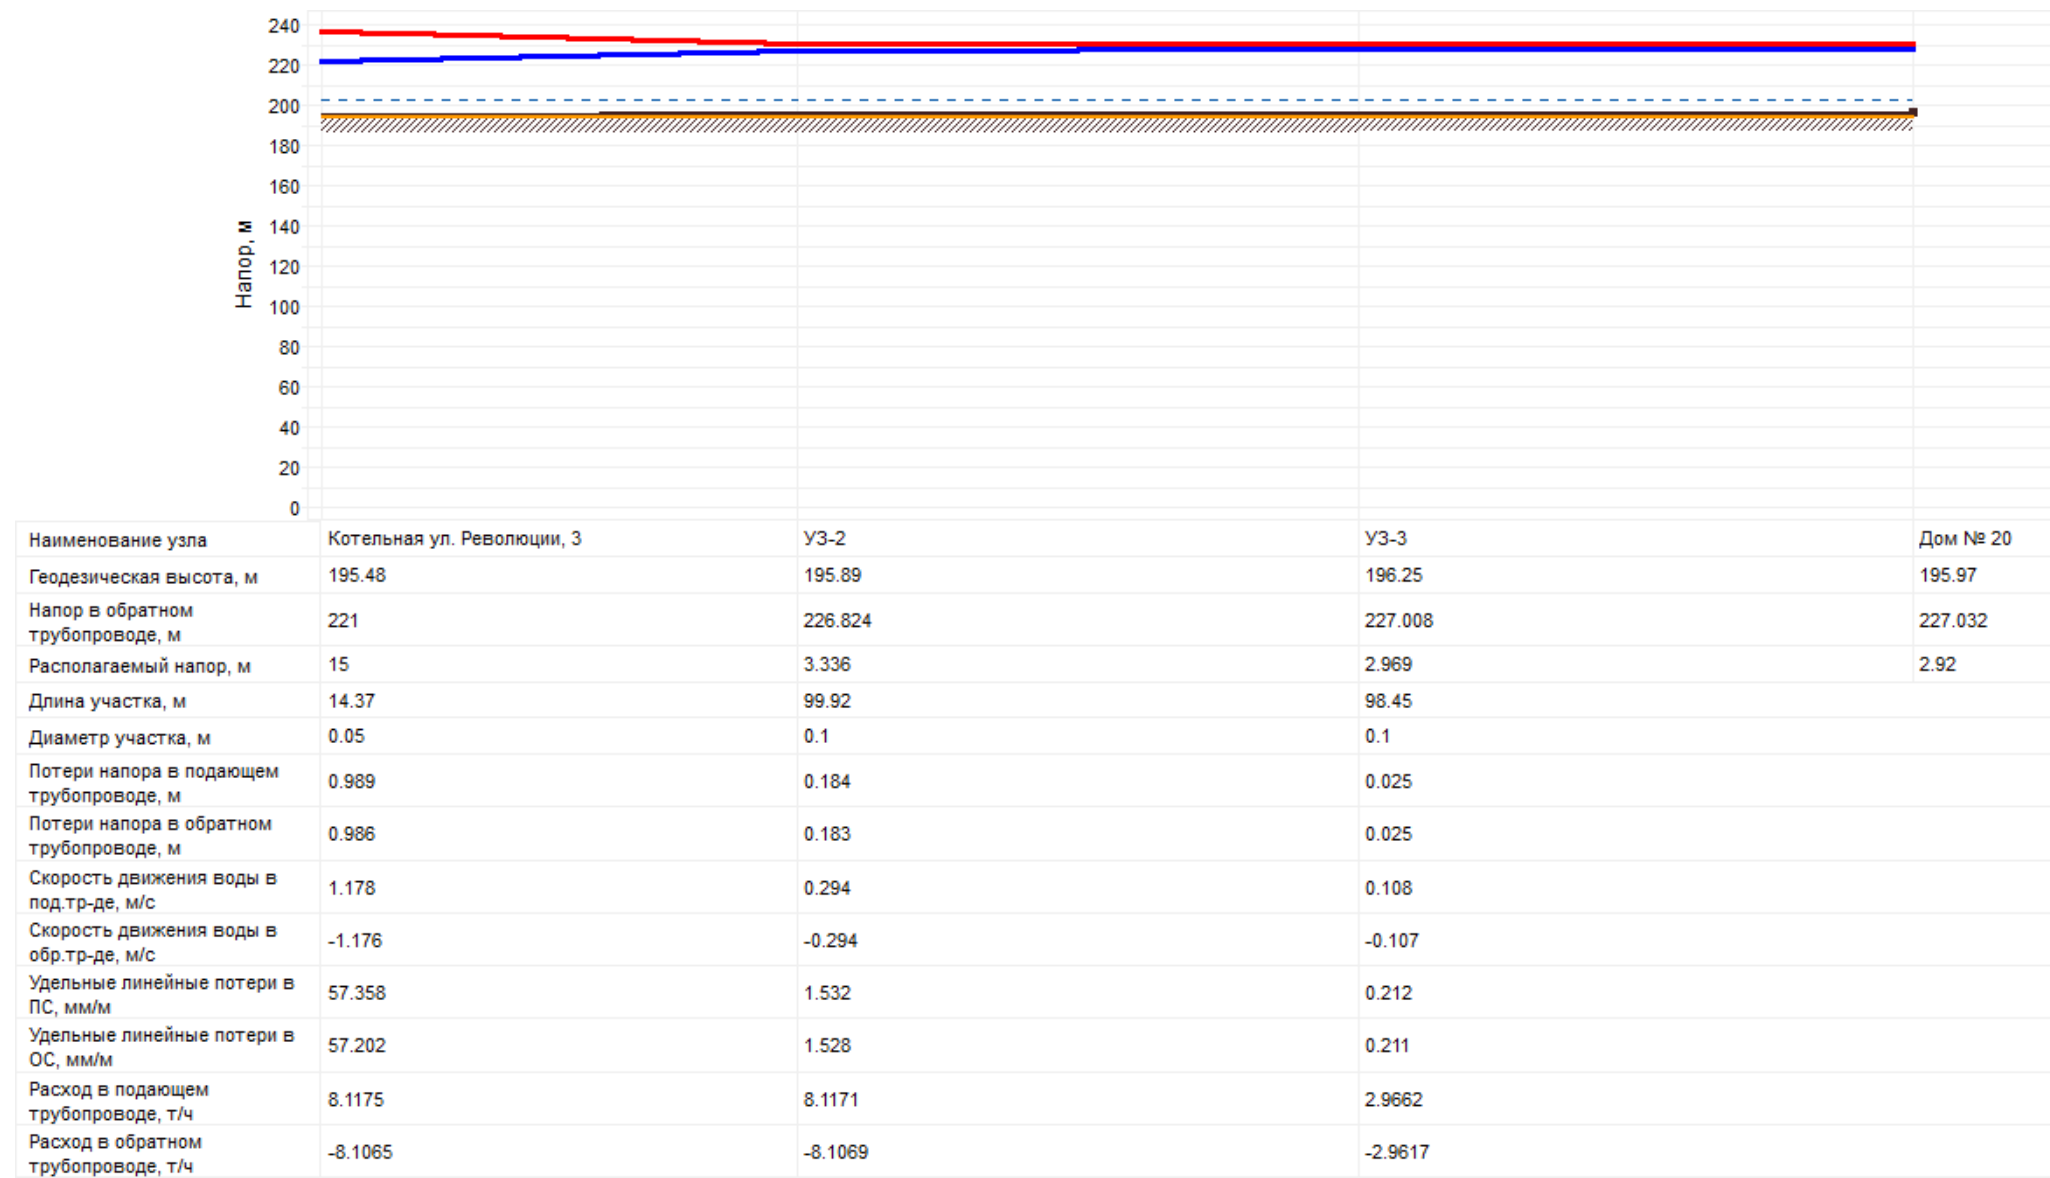 240
220
200
180
160
140
120
100
80
60
40
20
0
Напор, м
Наименование узла Котельная ул. Революции, 3 УЗ-2 УЗ-3 Дом № 20
Геодезическая высота, м 195.48 195.89 196.25 195.97
Напор в обратном
трубопроводе, м 221 226.824 227.008 227.032
Располагаемый напор, м 15 3.336 2.969 2.92
Длина участка, м 14.37 99.92 98.45
Диаметр участка, м 0.05 0.1 0.1
Потери напора в подающем
трубопроводе, м 0.989 0.184 0.025
Потери напора в обратном
трубопроводе, м 0.986 0.183 0.025
Скорость движения воды в
под.тр-де, м/с 1.178 0.294 0.108
Скорость движения воды в
обр.тр-де, м/с -1.176 -0.294 -0.107
Удельные линейные потери в
ПС, мм/м 57.358 1.532 0.212
Удельные линейные потери в
ОС, мм/м 57.202 1.528 0.211
Расход в подающем
трубопроводе, т/ч 8.1175 8.1171 2.9662
Расход в обратном
трубопроводе, т/ч -8.1065 -8.1069 -2.9617